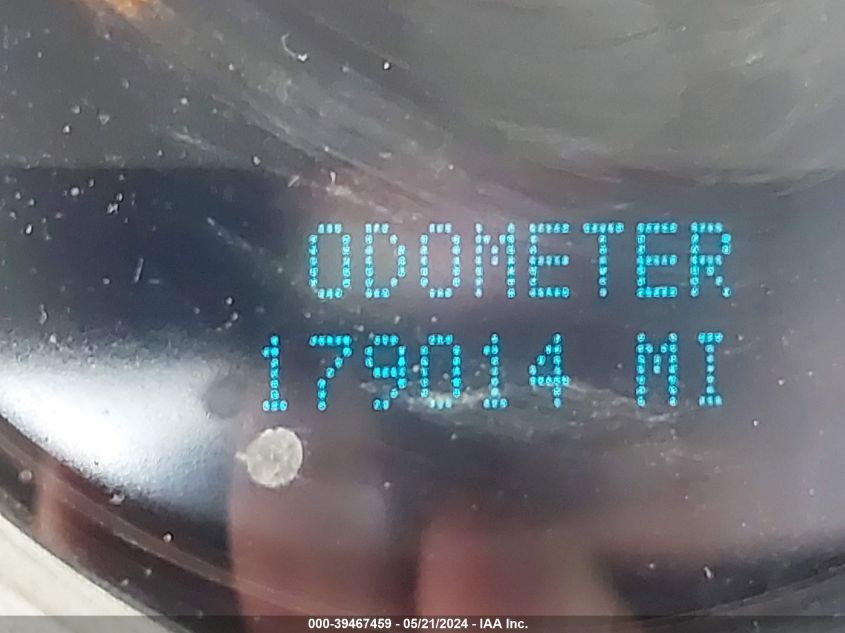 ODOMETER
179014 MI
000-39467459 - 05/21/2024 - IAA Inc.